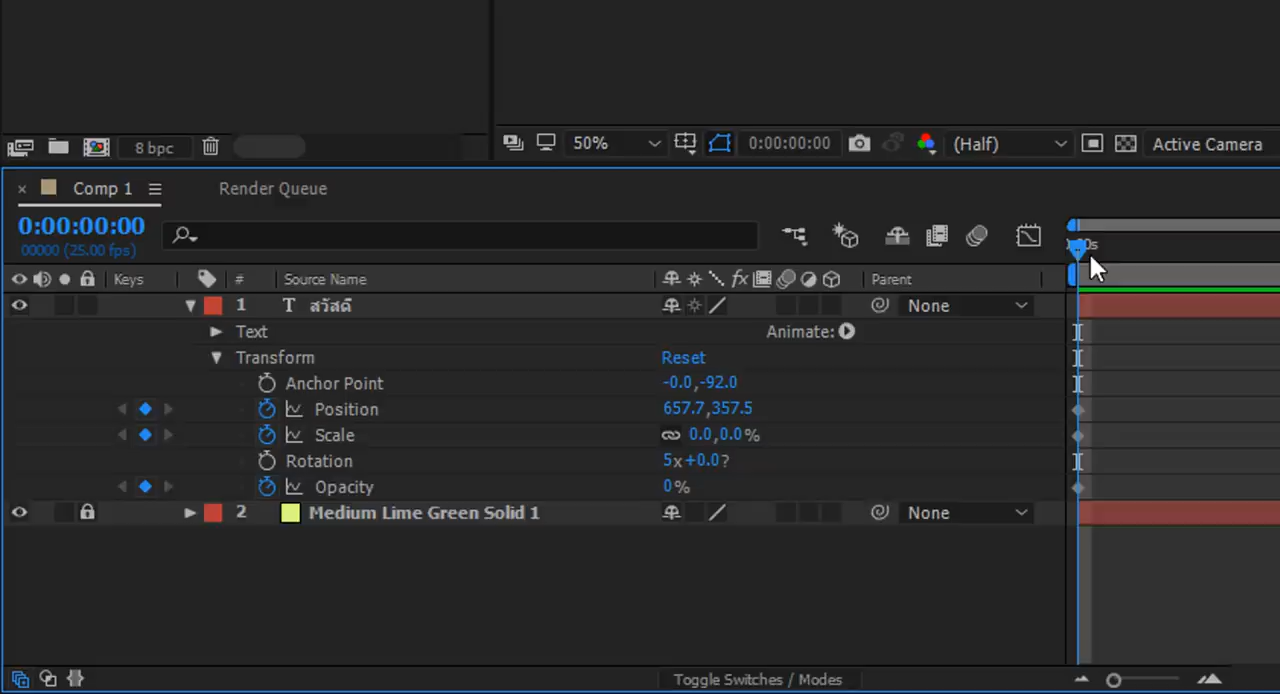 8 bpc
50%
0:00:00:00
(Half)
Active Camera
× Comp 1
Render Queue
0:00:00:00
00000 (25.00 fps)
Keys # Source Name fx Parent
1 T สวัสดี None
Text Animate:
Transform Reset
Anchor Point -0.0,-92.0
Position 657.7,357.5
Scale 0.0,0.0%
Rotation 5x+0.0?
Opacity 0%
2 Medium Lime Green Solid 1 None
Toggle Switches / Modes